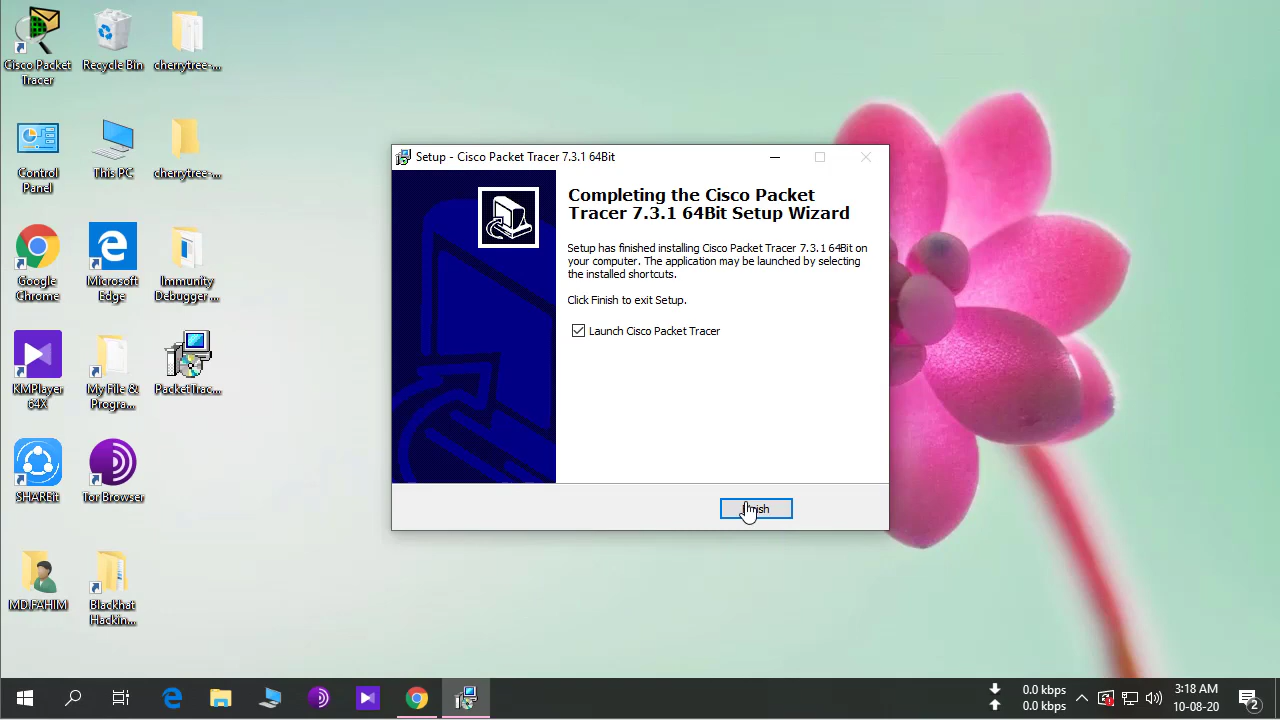 Cisco Packet
Tracer
Recycle Bin
cherrytree-...
Control
Panel
This PC
cherrytree-...
Google
Chrome
Microsoft
Edge
Immunity
Debugger ...
KMPlayer
64X
My File &
Progra...
PacketTrac...
SHAREit
Tor Browser
MD.FAHIM
Blackhat
Hackin...
Setup - Cisco Packet Tracer 7.3.1 64Bit
Completing the Cisco Packet
Tracer 7.3.1 64Bit Setup Wizard
Setup has finished installing Cisco Packet Tracer 7.3.1 64Bit on
your computer. The application may be launched by selecting
the installed shortcuts.
Click Finish to exit Setup.
Launch Cisco Packet Tracer
Finish
0.0 kbps
0.0 kbps
3:18 AM
10-08-20
2